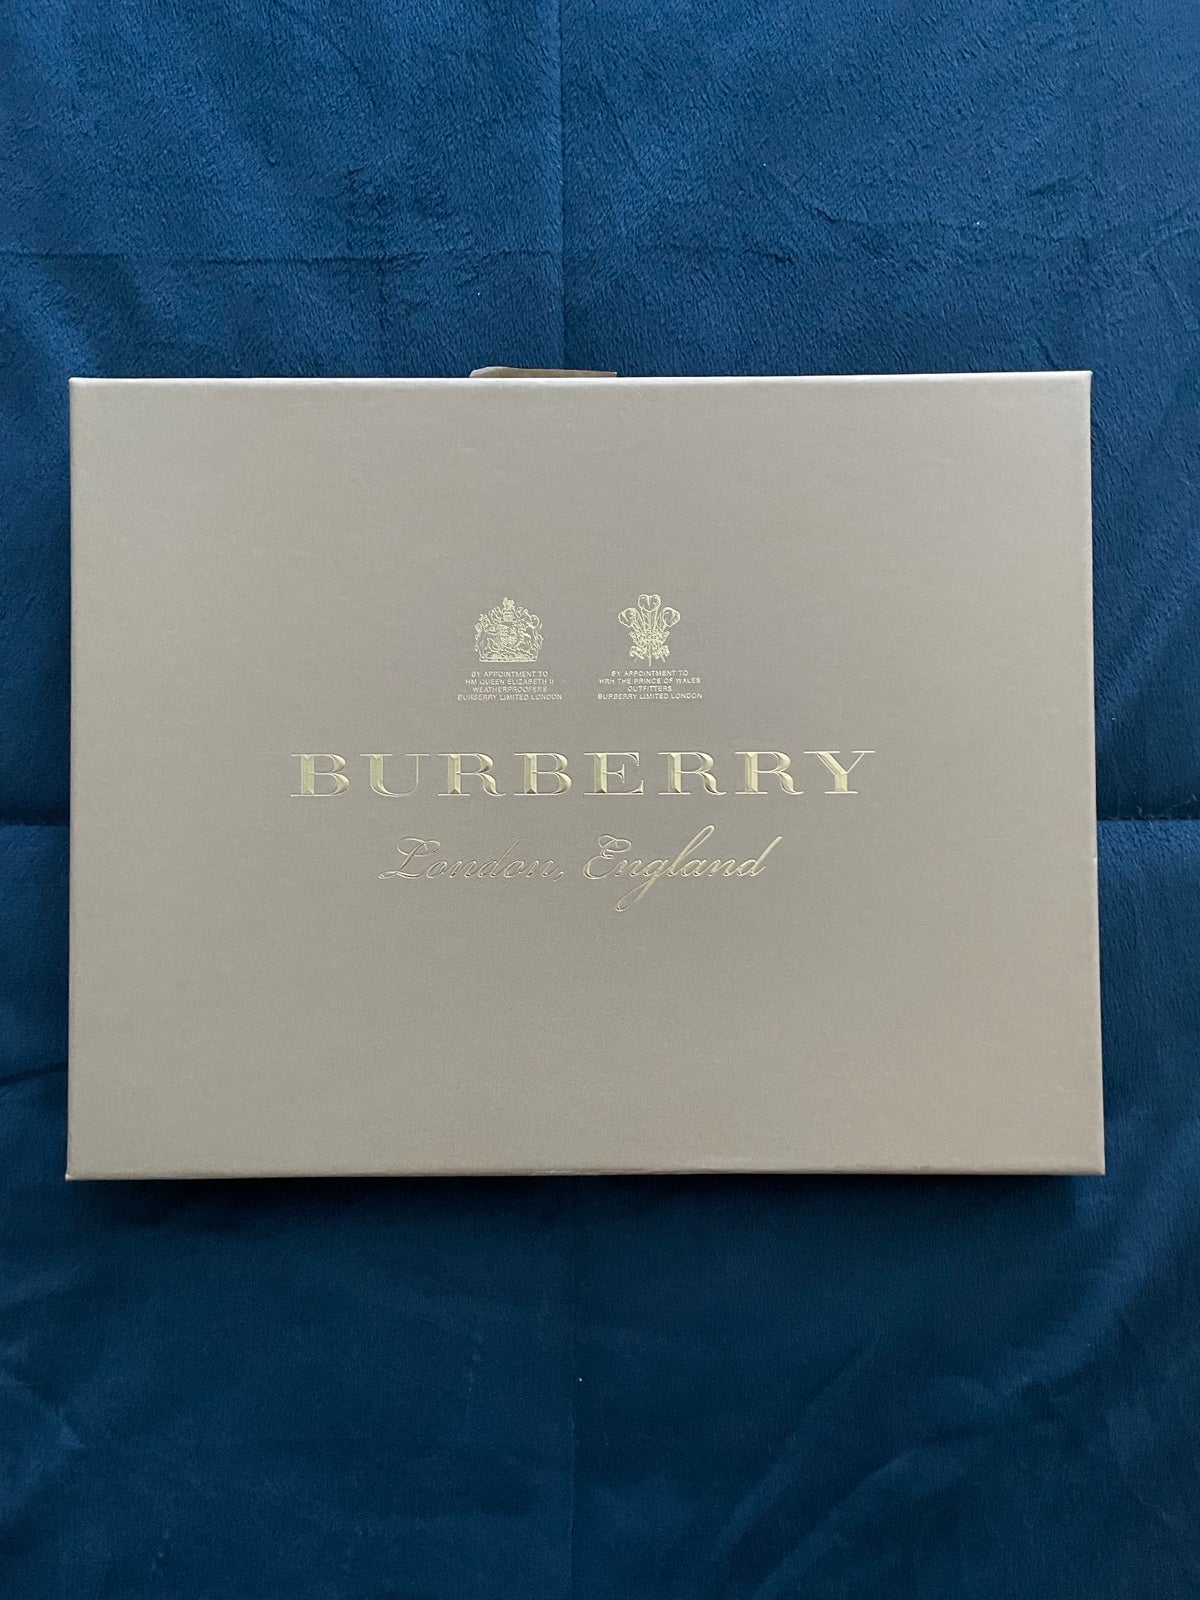 BY APPOINTMENT TO
HM QUEEN ELIZABETH II
WEATHERPROOFERS
BURBERRY LIMITED LONDON
BY APPOINTMENT TO
HRH THE PRINCE OF WALES
OUTFITTERS
BURBERRY LIMITED LONDON
BURBERRY
London, England